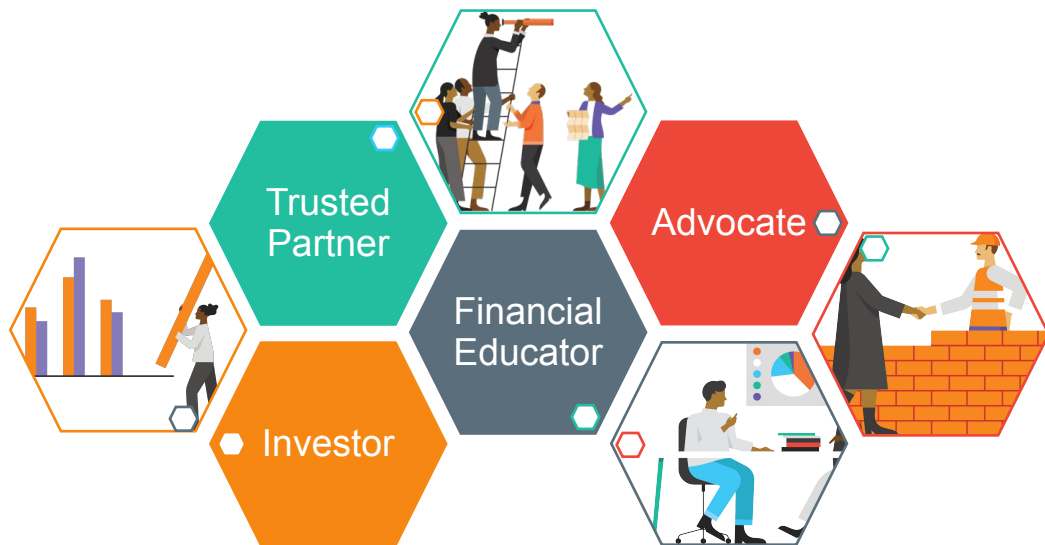 Trusted
Partner
Advocate
Financial
Educator
Investor